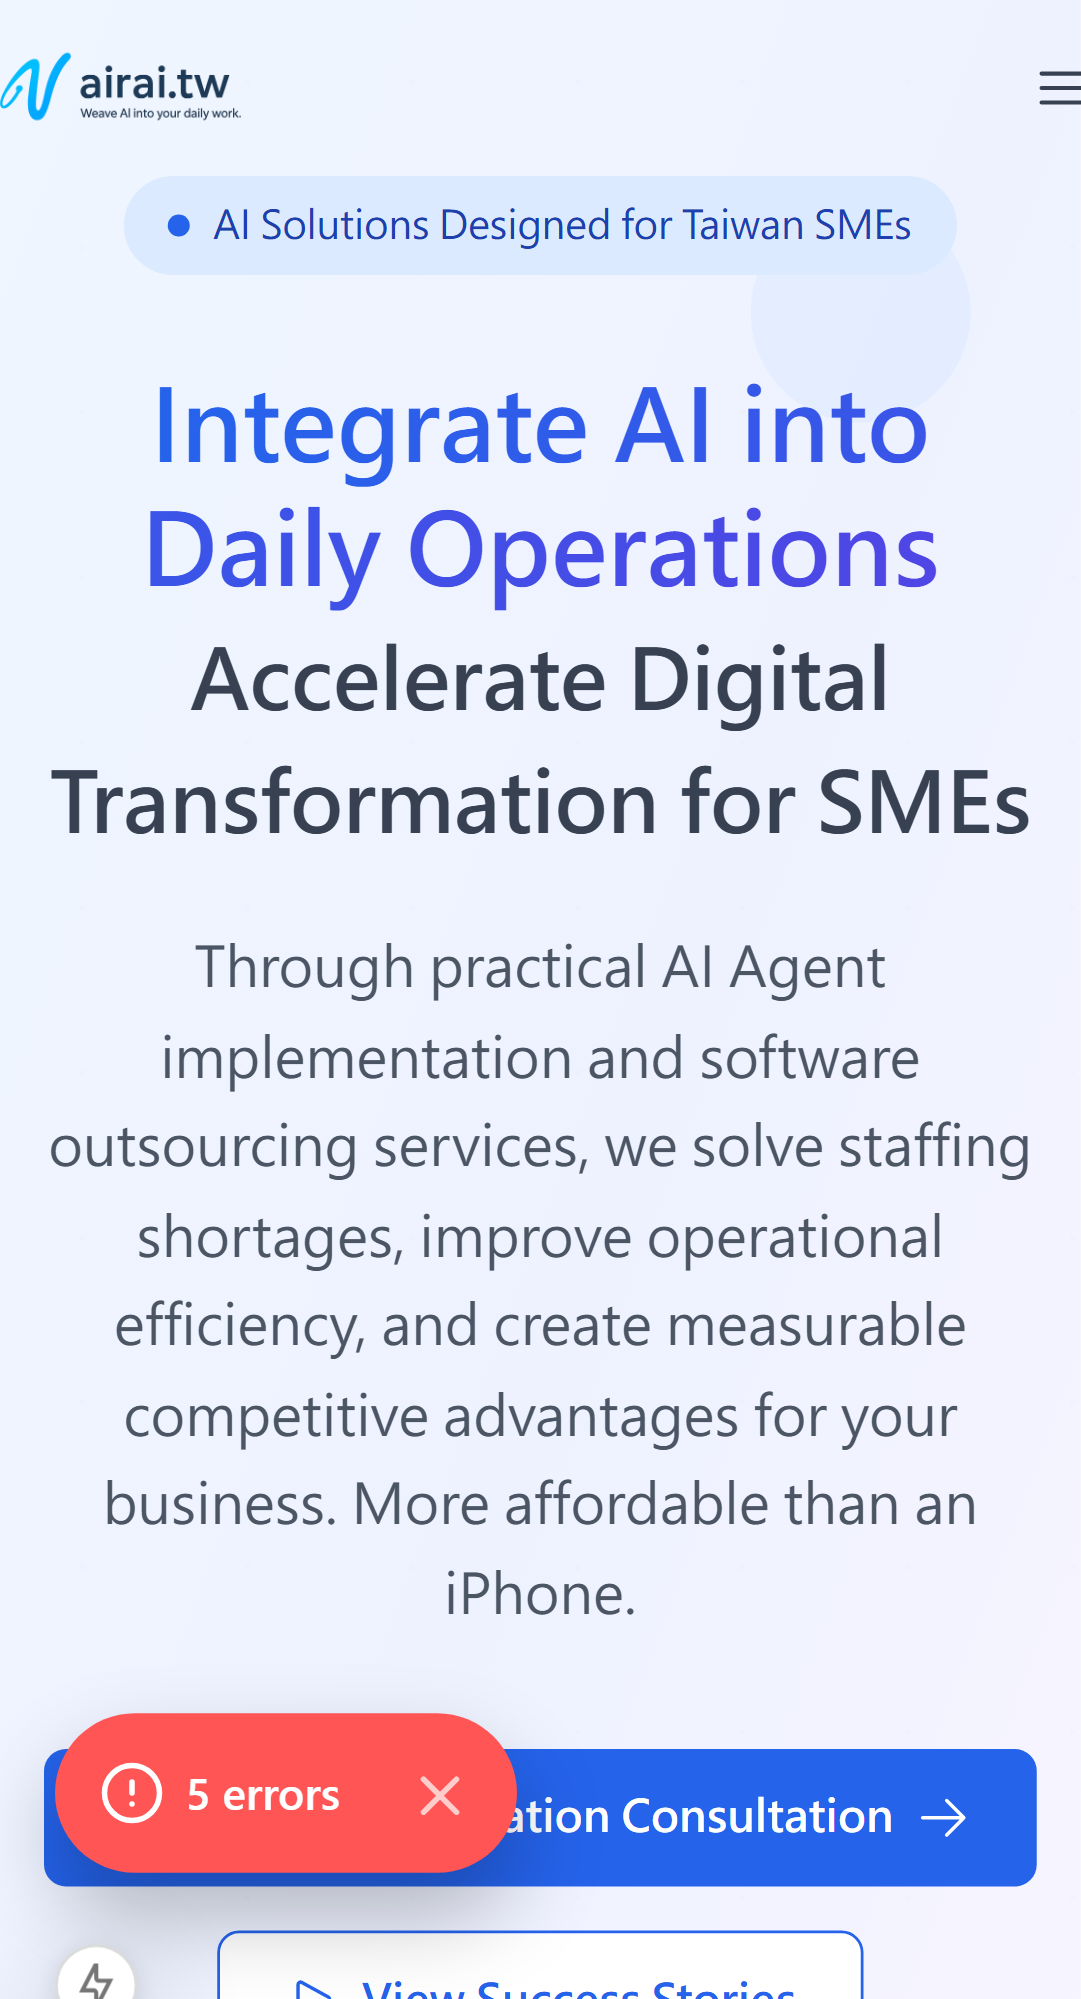 airai.tw
Weave AI into your daily work.
AI Solutions Designed for Taiwan SMEs
Integrate AI into
Daily Operations
Accelerate Digital
Transformation for SMEs
Through practical AI Agent
implementation and software
outsourcing services, we solve staffing
shortages, improve operational
efficiency, and create measurable
competitive advantages for your
business. More affordable than an
iPhone.
5 errors
Consultation
View Success Stories